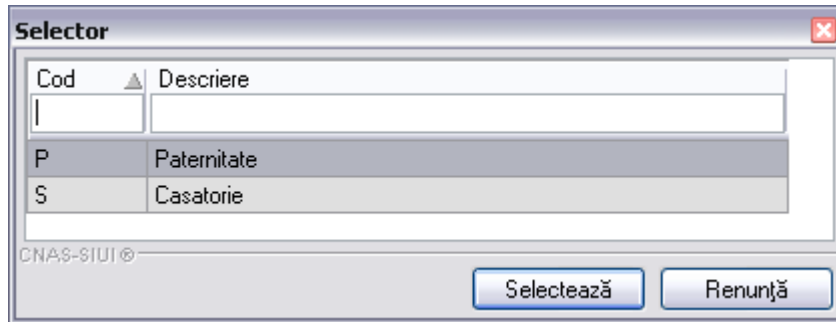 Selector
Cod Descriere
P Paternitate
S Casatorie
CNAS-SIUI®
Selectează Renunţă